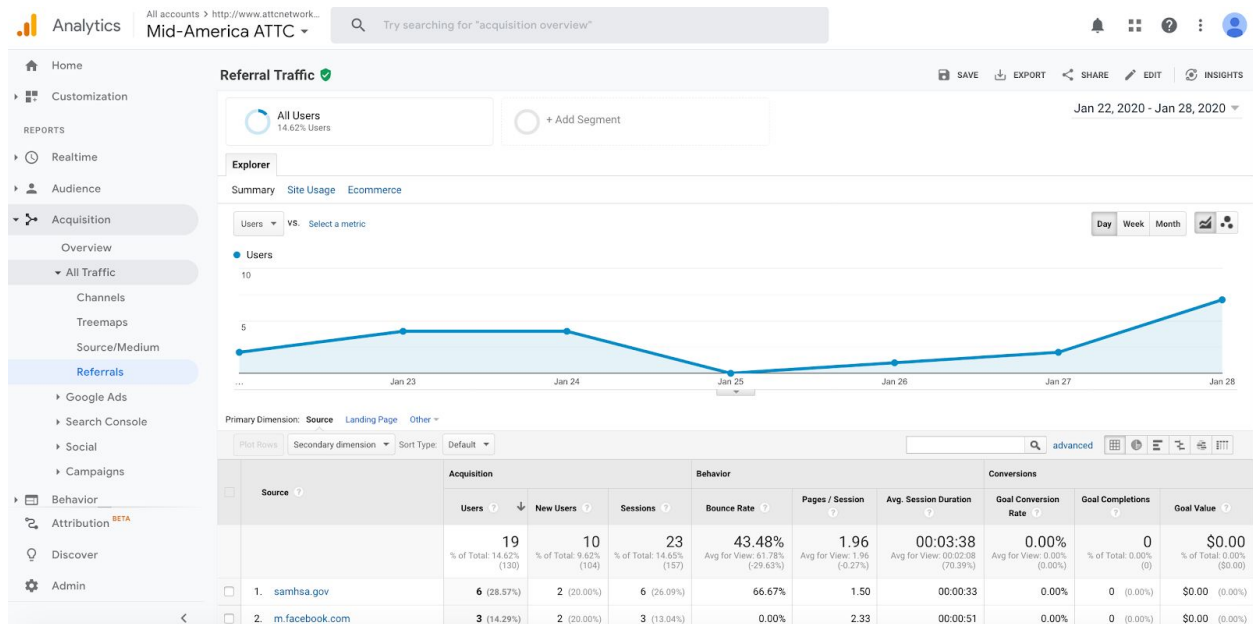 Analytics
All accounts > http://www.attcnetwork...
Mid-America ATTC
Try searching for "acquisition overview"
Home
Customization
REPORTS
Realtime
Audience
Acquisition
Overview
All Traffic
Channels
Treemaps
Source/Medium
Referrals
Google Ads
Search Console
Social
Campaigns
Behavior
Attribution BETA
Discover
Admin
Referral Traffic
SAVE EXPORT SHARE EDIT INSIGHTS
All Users
14.62% Users
+ Add Segment
Jan 22, 2020 - Jan 28, 2020
Explorer
Summary Site Usage Ecommerce
Users VS. Select a metric
Day Week Month
Users
10
5
... Jan 23 Jan 24 Jan 25 Jan 26 Jan 27 Jan 28
Primary Dimension: Source Landing Page Other
Plot Rows Secondary dimension Sort Type: Default advanced
Source
Acquisition Behavior Conversions
Users New Users Sessions Bounce Rate Pages / Session Avg. Session Duration Goal Conversion Rate Goal Completions Goal Value
19 10 23 43.48% 1.96 00:03:38 0.00% 0 $0.00
% of Total: 14.62% % of Total: 9.62% % of Total: 14.65% Avg for View: 61.78% Avg for View: 1.96 Avg for View: 00:02:08 Avg for View: 0.00% % of Total: 0.00% % of Total: 0.00%
(130) (104) (157) (-29.63%) (-0.27%) (70.39%) (0.00%) (0) ($0.00)
1. samhsa.gov 6 (28.57%) 2 (20.00%) 6 (26.09%) 66.67% 1.50 00:00:33 0.00% 0 (0.00%) $0.00 (0.00%)
2. m.facebook.com 3 (14.29%) 2 (20.00%) 3 (13.04%) 0.00% 2.33 00:00:51 0.00% 0 (0.00%) $0.00 (0.00%)